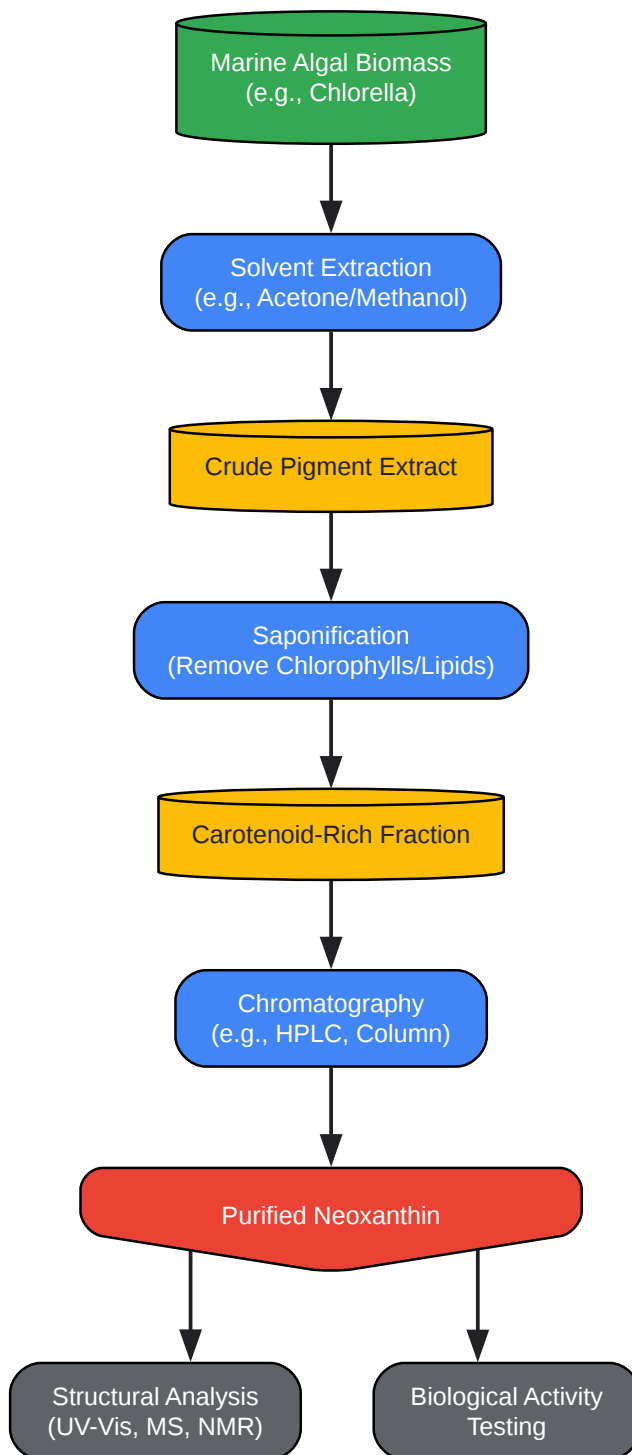 Marine Algal Biomass
(e.g., Chlorella)
Solvent Extraction
(e.g., Acetone/Methanol)
Crude Pigment Extract
Saponification
(Remove Chlorophylls/Lipids)
Carotenoid-Rich Fraction
Chromatography
(e.g., HPLC, Column)
Purified Neoxanthin
Structural Analysis
(UV-Vis, MS, NMR)
Biological Activity
Testing